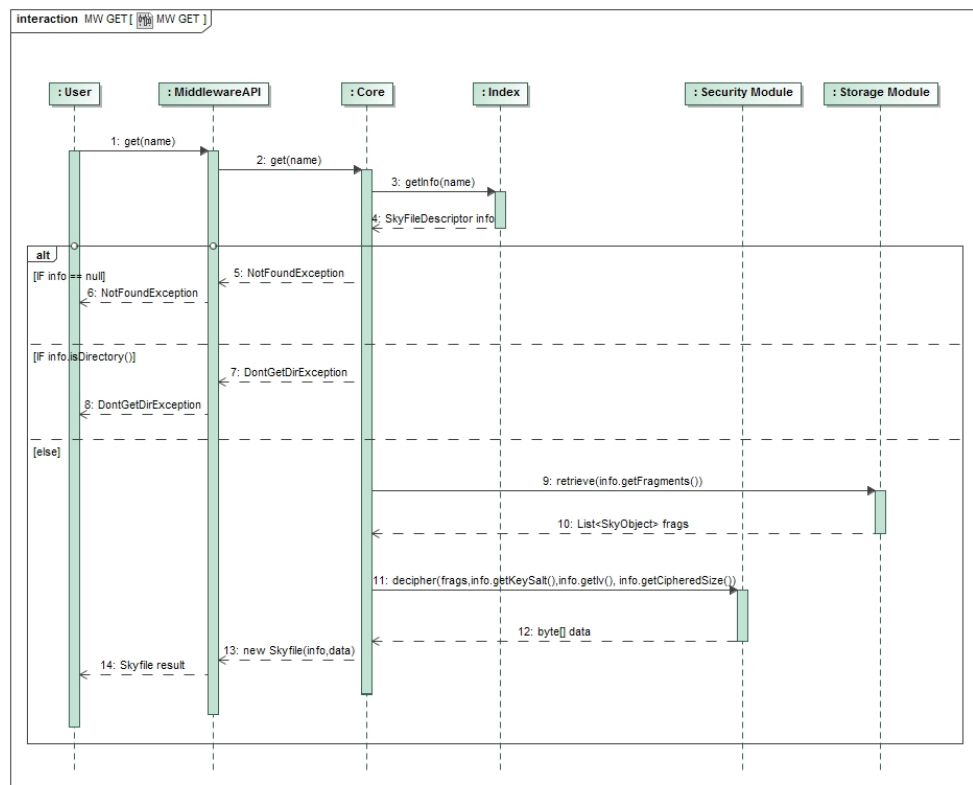 interaction MW GET [ MW GET ]
: User
: MiddlewareAPI
: Core
: Index
: Security Module
: Storage Module
1: get(name)
2: get(name)
3: getInfo(name)
4: SkyFileDescriptor info
alt
[IF info == null]
5: NotFoundException
6: NotFoundException
[IF info.isDirectory()]
7: DontGetDirException
8: DontGetDirException
[else]
9: retrieve(info.getFragments())
10: List<SkyObject> frags
11: decipher(frags,info.getKeySalt(),info.getIv(), info.getCipheredSize())
12: byte[] data
13: new Skyfile(info,data)
14: Skyfile result